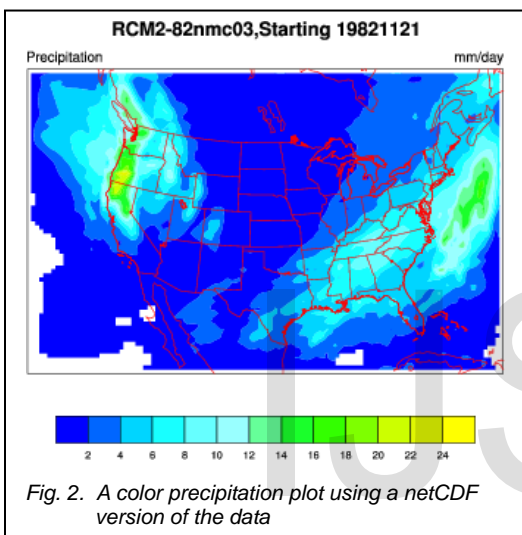 RCM2-82nmc03,Starting 19821121
Precipitation mm/day
2 4 6 8 10 12 14 16 18 20 22 24
Fig. 2. A color precipitation plot using a netCDF
version of the data